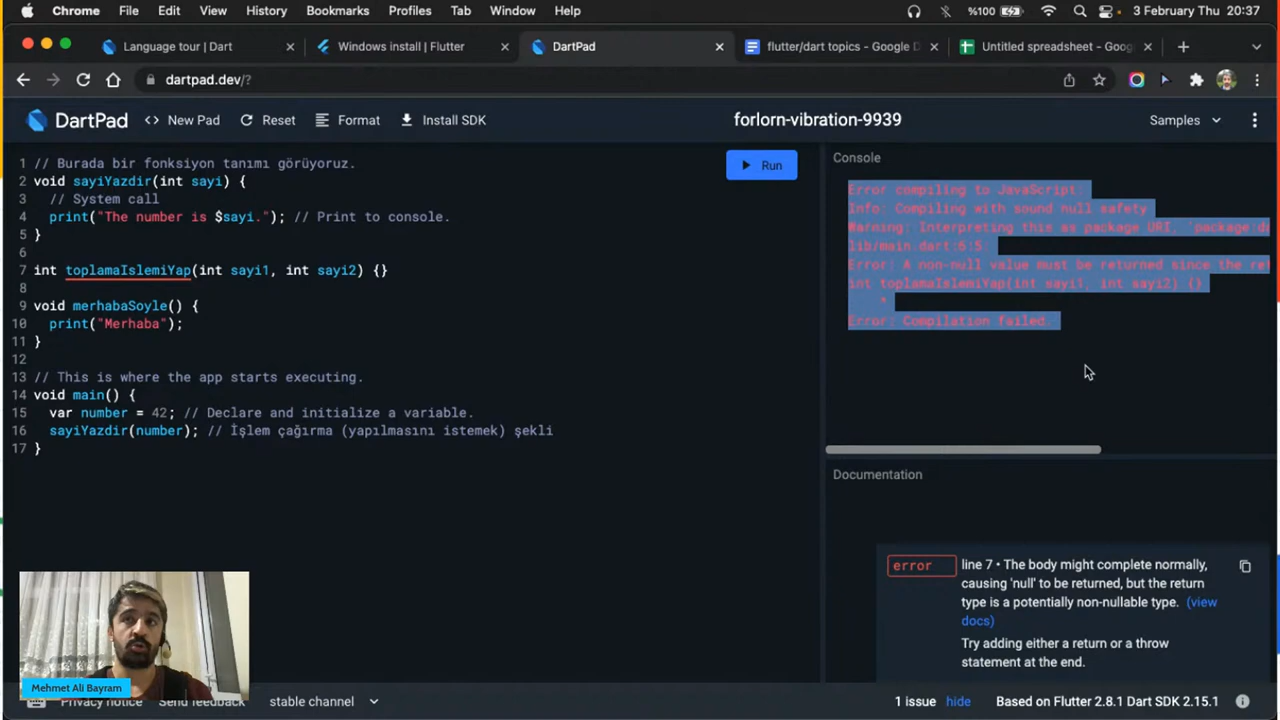 Chrome File Edit View History Bookmarks Profiles Tab Window Help %100 3 February Thu 20:37
Language tour | Dart Windows install | Flutter DartPad flutter/dart topics - Google D Untitled spreadsheet - Goog
dartpad.dev/?
DartPad <> New Pad Reset Format Install SDK forlorn-vibration-9939 Samples
1 // Burada bir fonksiyon tanımı görüyoruz.
2 void sayiYazdir(int sayi) {
3 // System call
4 print("The number is $sayi."); // Print to console.
5 }
6
7 int toplamaIslemiYap(int sayi1, int sayi2) {}
8
9 void merhabaSoyle() {
10 print("Merhaba");
11 }
12
13 // This is where the app starts executing.
14 void main() {
15 var number = 42; // Declare and initialize a variable.
16 sayiYazdir(number); // İşlem çağırma (yapılmasını istemek) şekli
17 }
Run
Console
Error compiling to JavaScript:
Info: Compiling with sound null safety
Warning: Interpreting this as package URI, 'package:d
lib/main.dart:6:5:
Error: A non-null value must be returned since the ret
int toplamaIslemiYap(int sayi1, int sayi2) {}
^
Error: Compilation failed.
Documentation
error line 7 • The body might complete normally,
causing 'null' to be returned, but the return
type is a potentially non-nullable type. (view
docs)
Try adding either a return or a throw
statement at the end.
Mehmet Ali Bayram
Privacy notice Send feedback stable channel 1 issue hide Based on Flutter 2.8.1 Dart SDK 2.15.1